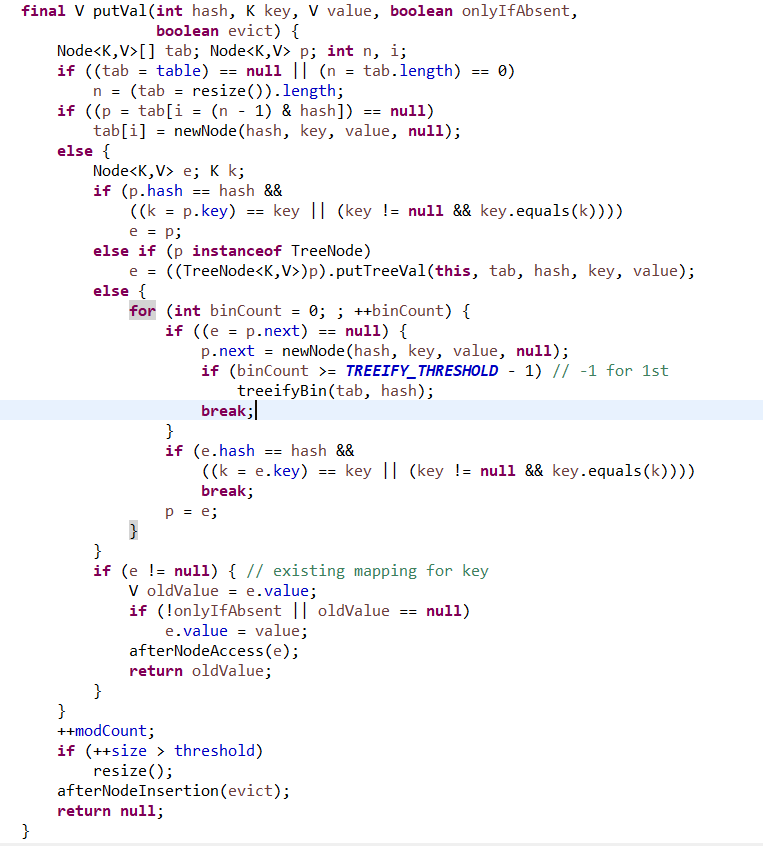 final V putVal(int hash, K key, V value, boolean onlyIfAbsent,
               boolean evict) {
    Node<K,V>[] tab; Node<K,V> p; int n, i;
    if ((tab = table) == null || (n = tab.length) == 0)
        n = (tab = resize()).length;
    if ((p = tab[i = (n - 1) & hash]) == null)
        tab[i] = newNode(hash, key, value, null);
    else {
        Node<K,V> e; K k;
        if (p.hash == hash &&
            ((k = p.key) == key || (key != null && key.equals(k))))
            e = p;
        else if (p instanceof TreeNode)
            e = ((TreeNode<K,V>)p).putTreeVal(this, tab, hash, key, value);
        else {
            for (int binCount = 0; ; ++binCount) {
                if ((e = p.next) == null) {
                    p.next = newNode(hash, key, value, null);
                    if (binCount >= TREEIFY_THRESHOLD - 1) // -1 for 1st
                        treeifyBin(tab, hash);
                    break;
                }
                if (e.hash == hash &&
                    ((k = e.key) == key || (key != null && key.equals(k))))
                    break;
                p = e;
            }
        }
        if (e != null) { // existing mapping for key
            V oldValue = e.value;
            if (!onlyIfAbsent || oldValue == null)
                e.value = value;
            afterNodeAccess(e);
            return oldValue;
        }
    }
    ++modCount;
    if (++size > threshold)
        resize();
    afterNodeInsertion(evict);
    return null;
}